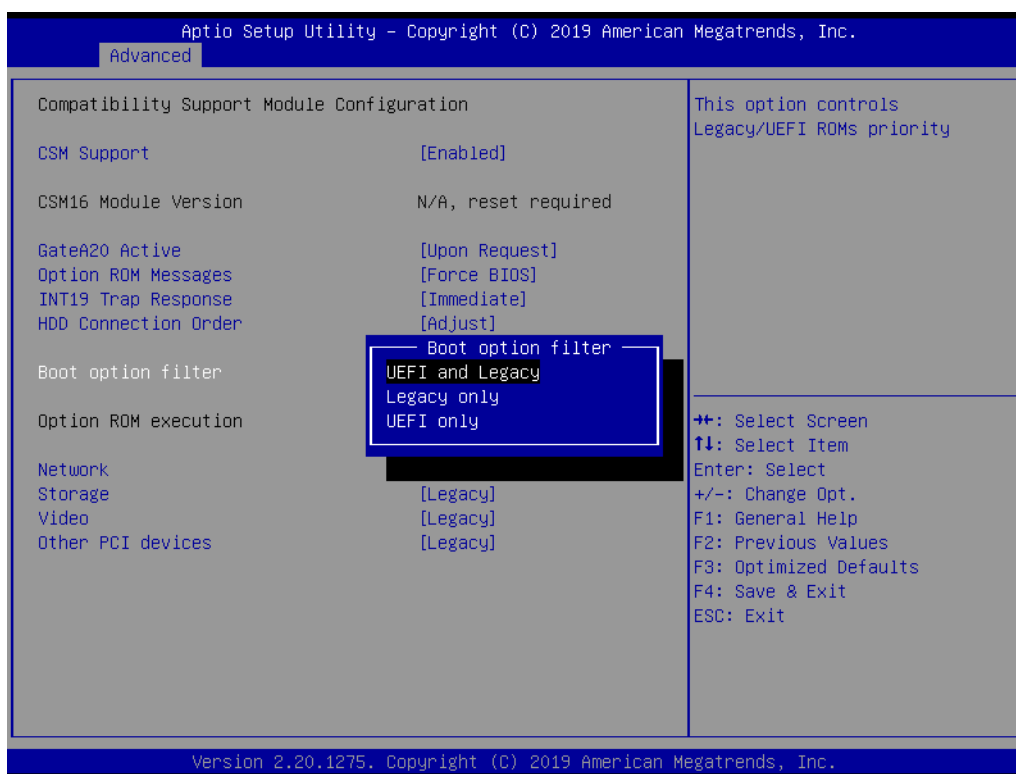 Aptio Setup Utility – Copyright (C) 2019 American Megatrends, Inc.
Advanced
Compatibility Support Module Configuration
CSM Support [Enabled]
CSM16 Module Version N/A, reset required
GateA20 Active [Upon Request]
Option ROM Messages [Force BIOS]
INT19 Trap Response [Immediate]
HDD Connection Order [Adjust]
Boot option filter
Boot option filter
UEFI and Legacy
Legacy only
UEFI only
Option ROM execution
Network
Storage [Legacy]
Video [Legacy]
Other PCI devices [Legacy]
This option controls
Legacy/UEFI ROMs priority
→←: Select Screen
↑↓: Select Item
Enter: Select
+/-: Change Opt.
F1: General Help
F2: Previous Values
F3: Optimized Defaults
F4: Save & Exit
ESC: Exit
Version 2.20.1275. Copyright (C) 2019 American Megatrends, Inc.